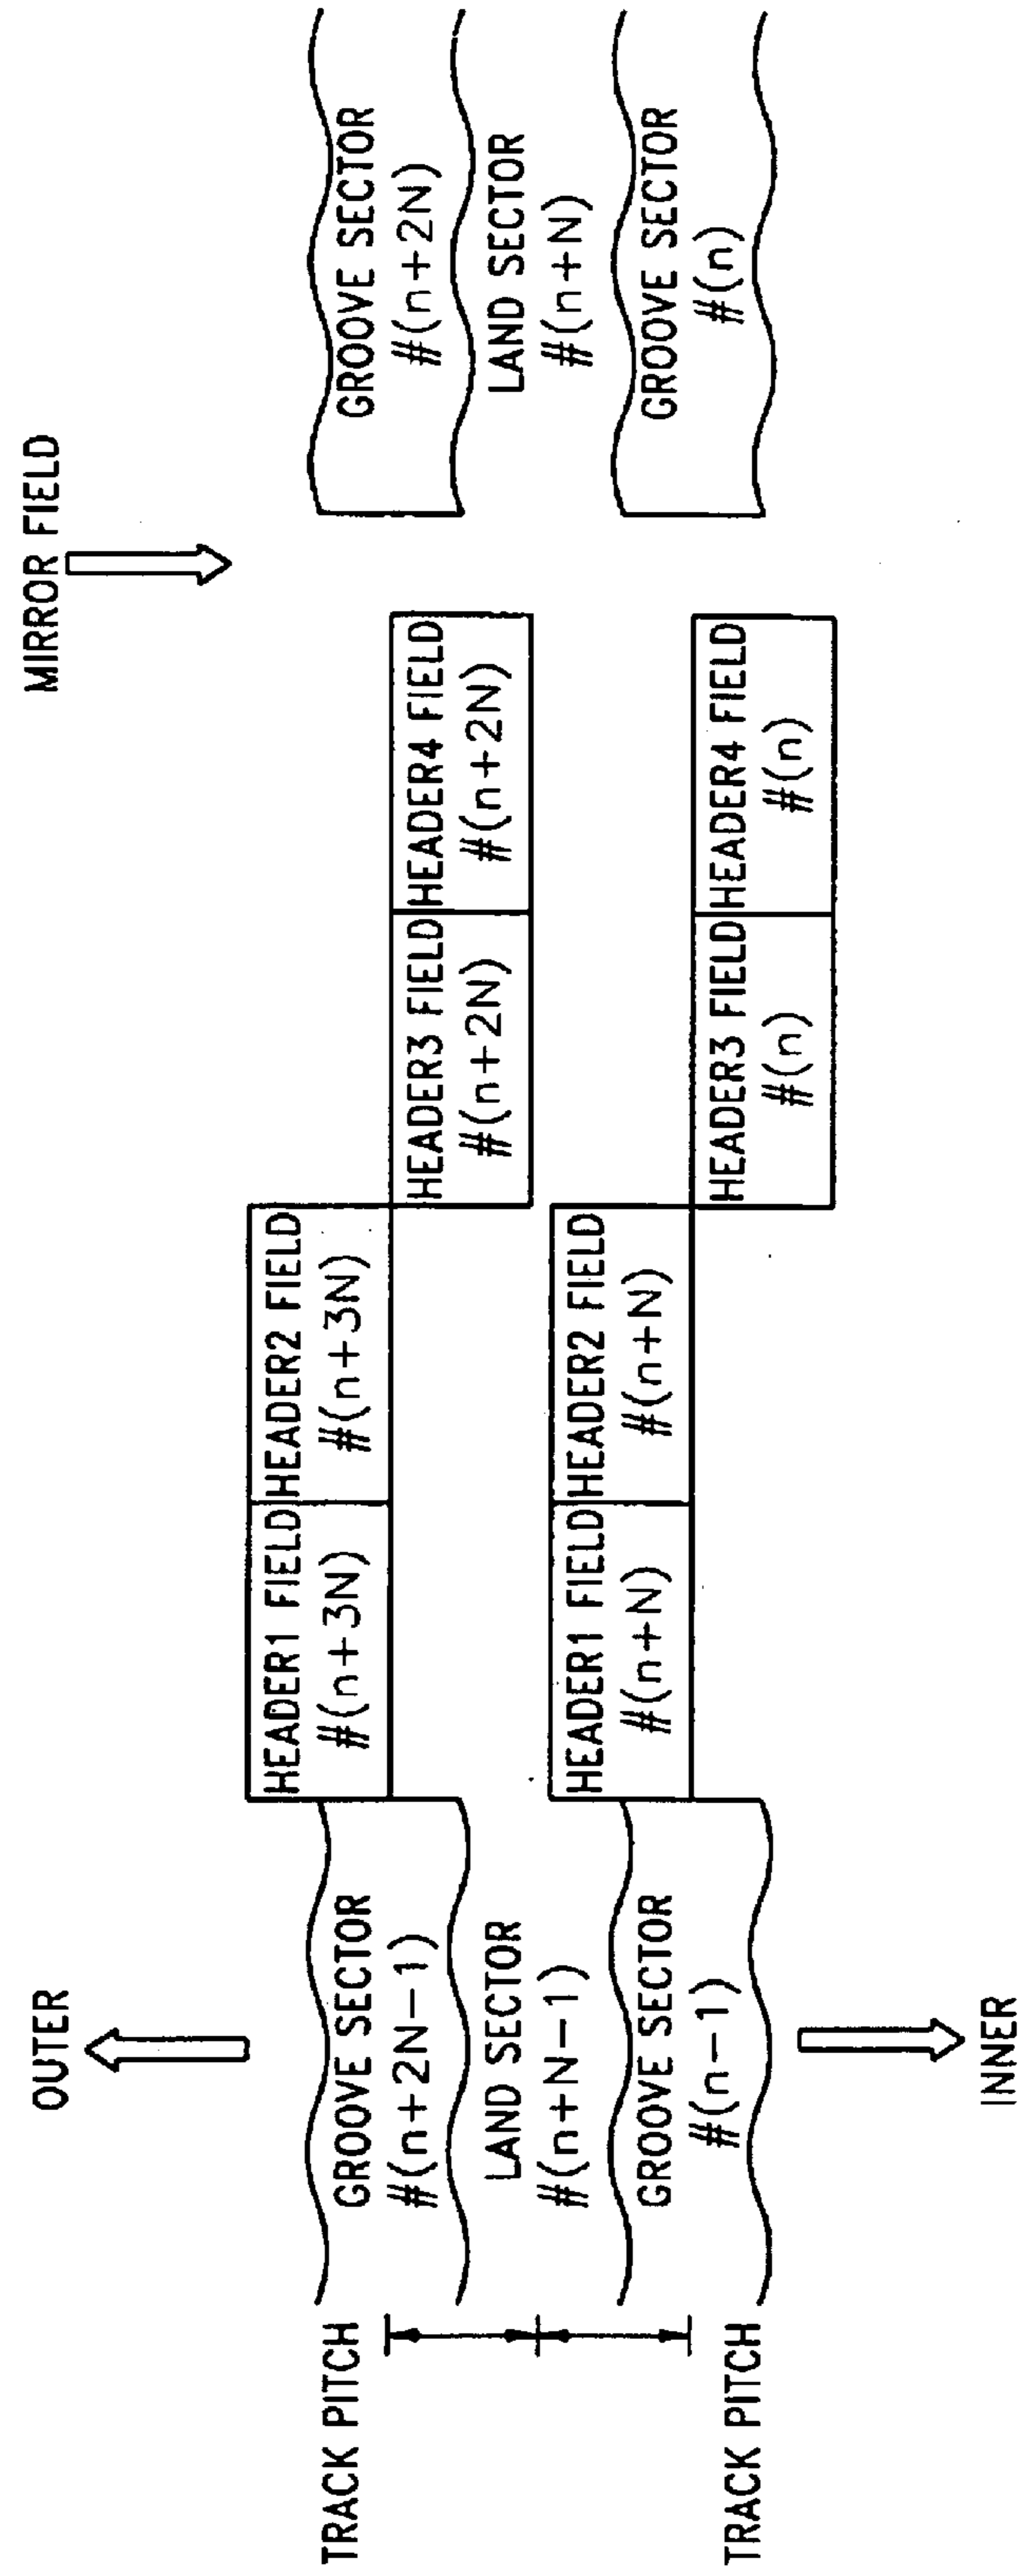 MIRROR FIELD
OUTER
GROOVE SECTOR
#(n+2N-1)
LAND SECTOR
#(n+N-1)
GROOVE SECTOR
#(n-1)
INNER
TRACK PITCH
TRACK PITCH
HEADER1 FIELD
#(n+3N)
HEADER2 FIELD
#(n+3N)
HEADER1 FIELD
#(n+N)
HEADER2 FIELD
#(n+N)
HEADER3 FIELD
#(n+2N)
HEADER4 FIELD
#(n+2N)
HEADER3 FIELD
#(n)
HEADER4 FIELD
#(n)
GROOVE SECTOR
#(n+2N)
LAND SECTOR
#(n+N)
GROOVE SECTOR
#(n)